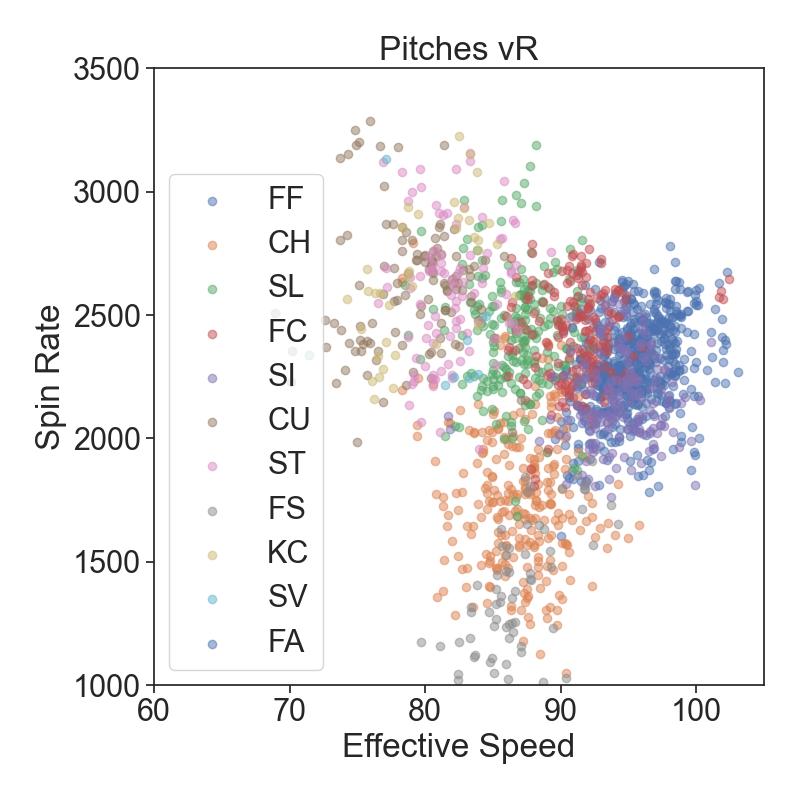 Pitches vR
3500
3000
2500
2000
1500
1000
Spin Rate
FF
CH
SL
FC
SI
CU
ST
FS
KC
SV
FA
60 70 80 90 100
Effective Speed